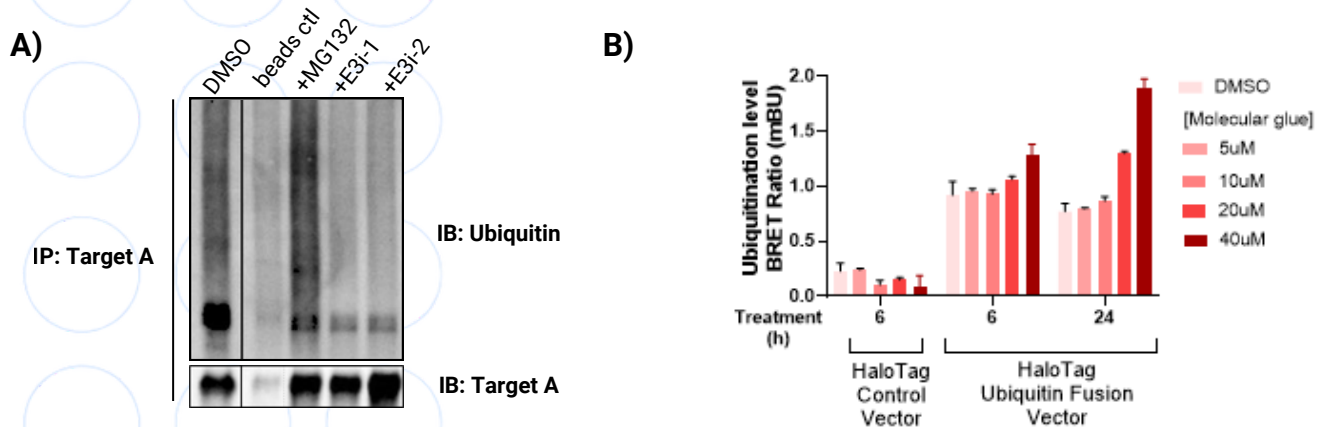 A)
DMSO
beads ctl
+MG132
+E3i-1
+E3i-2
IP: Target A
IB: Ubiquitin
IB: Target A
B)
Ubiquitination level
BRET Ratio (mBU)
2.0
1.5
1.0
0.5
0.0
Treatment
(h)
6
6
24
HaloTag
Control
Vector
HaloTag
Ubiquitin Fusion
Vector
DMSO
[Molecular glue]
5uM
10uM
20uM
40uM